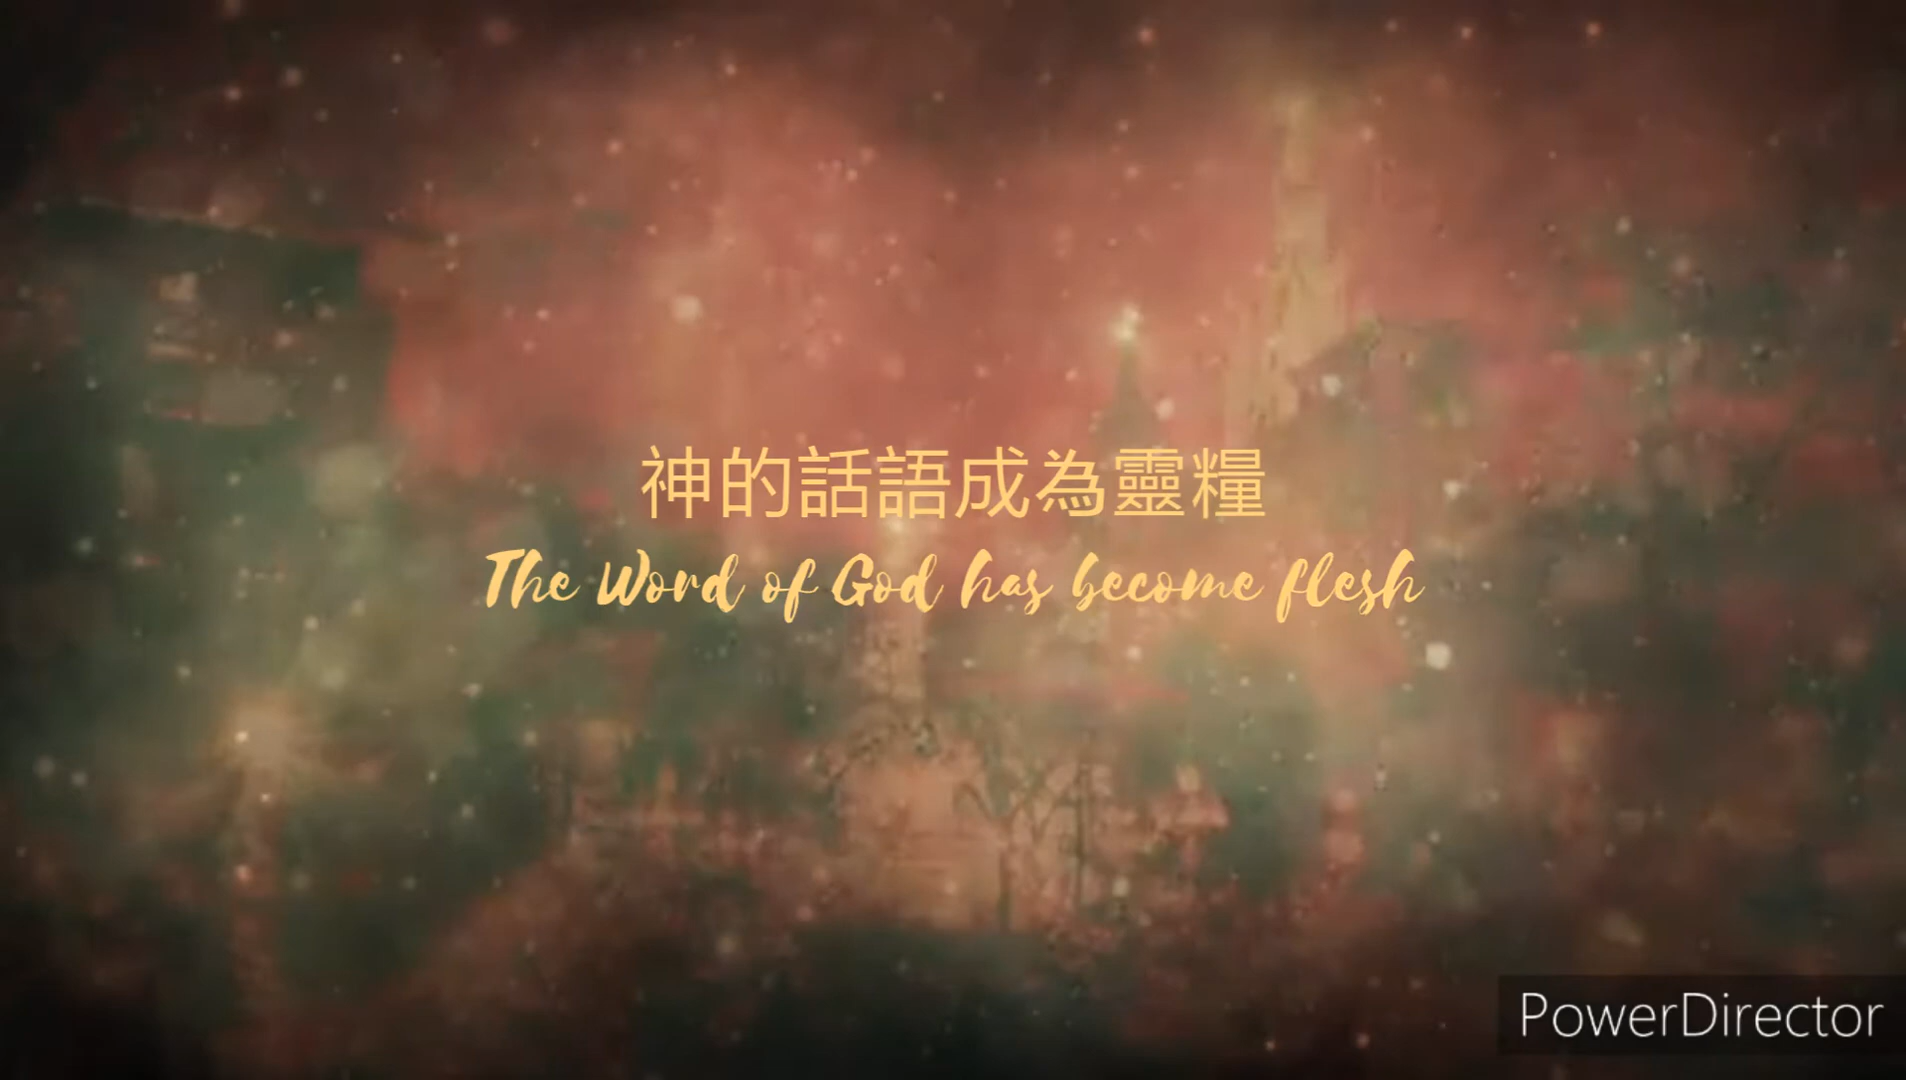 神的話語成為靈糧
The Word of God has become flesh
PowerDirector